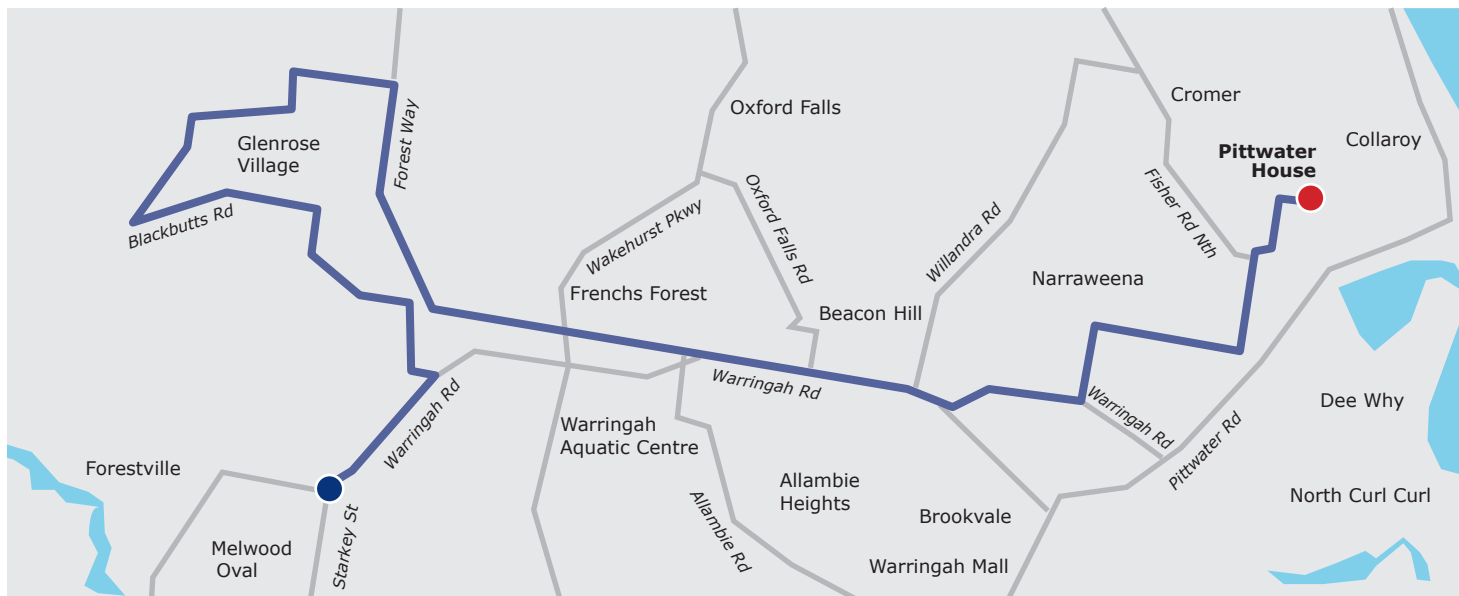 Oxford Falls
Cromer
Collaroy
Pittwater
House
Glenrose
Village
Forest Way
Blackbutts Rd
Wakehurst Pkwy
Oxford Falls Rd
Willandra Rd
Fisher Rd Nth
Narraweena
Frenchs Forest
Beacon Hill
Warringah Rd
Warringah Rd
Warringah Rd
Pittwater Rd
Dee Why
Warringah
Aquatic Centre
Forestville
Allambie
Heights
Allambie Rd
Brookvale
North Curl Curl
Melwood
Oval
Starkey St
Warringah Mall